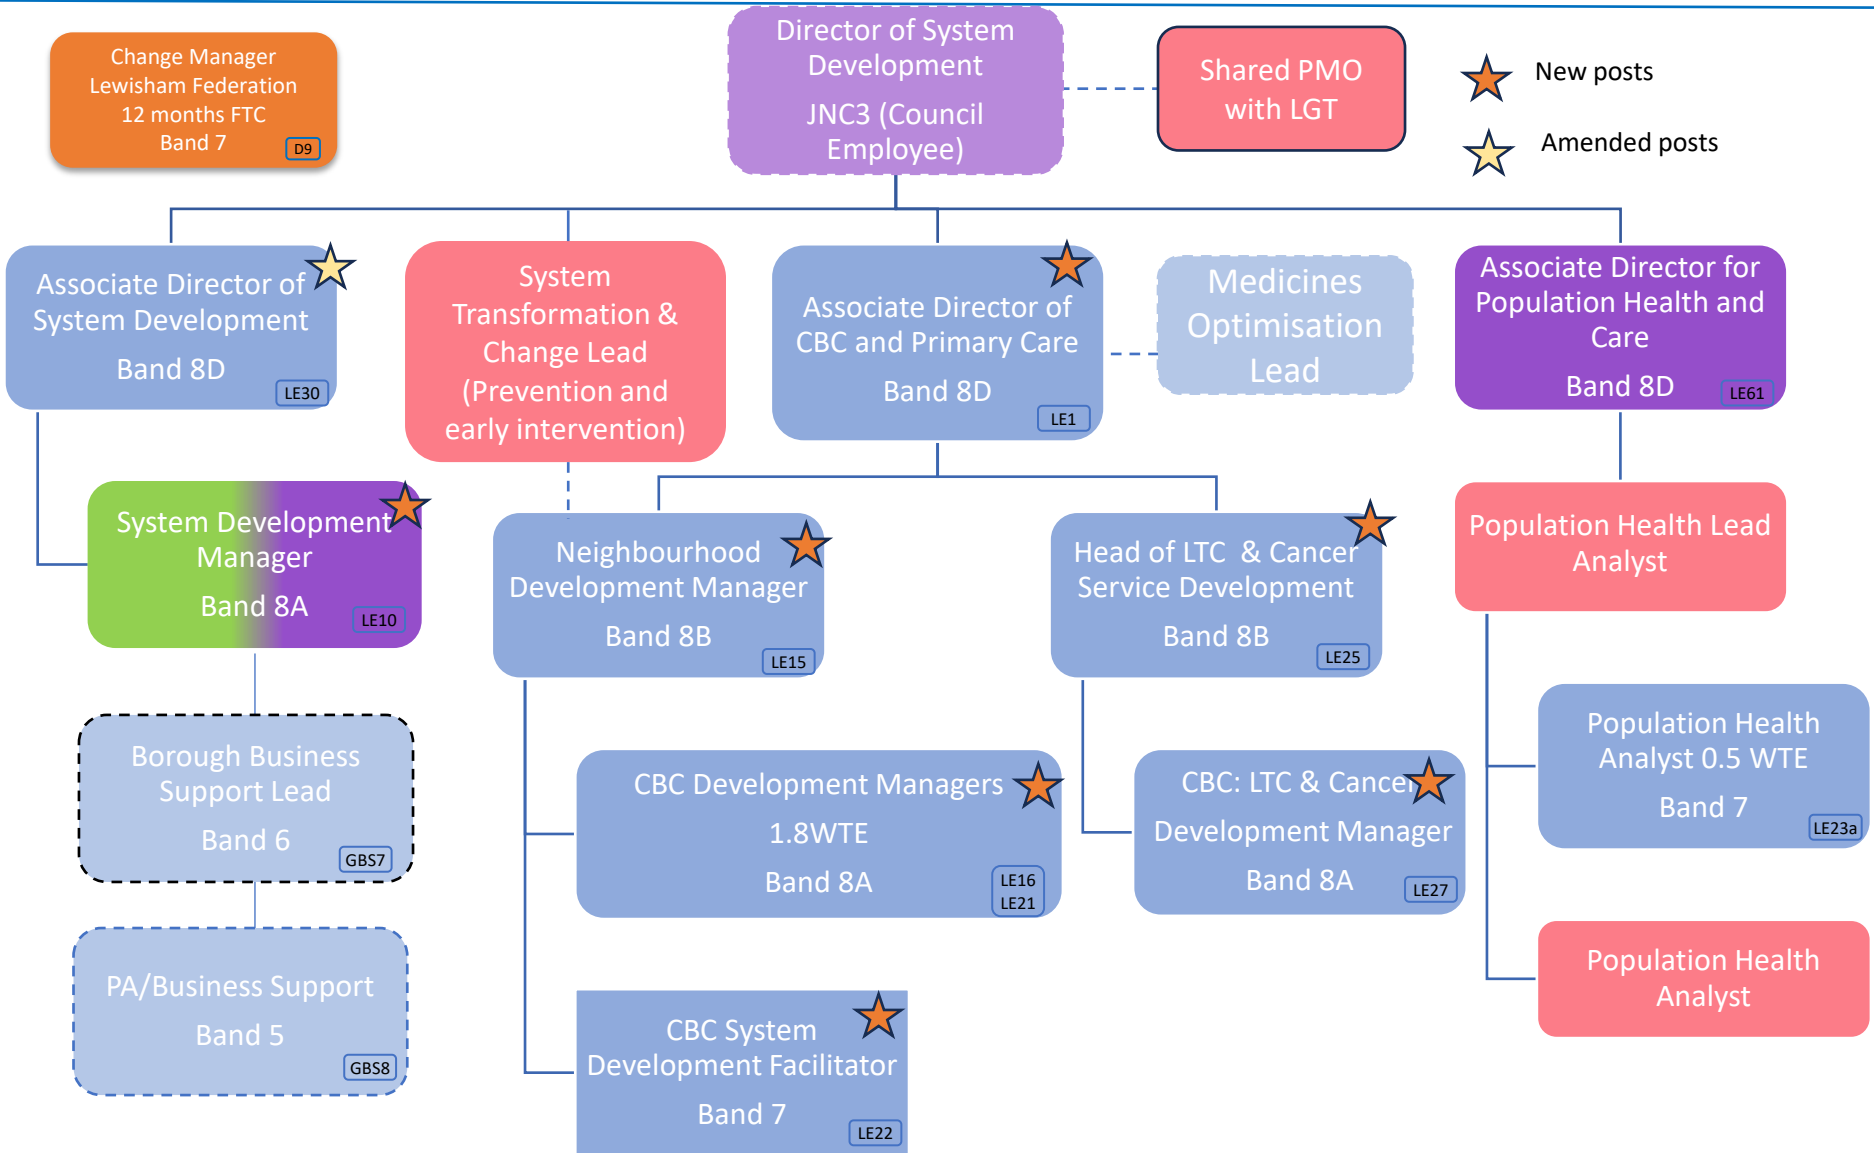 Change Manager
Lewisham Federation
12 months FTC
Band 7
D9
Director of System
Development
JNC3 (Council
Employee)
Shared PMO
with LGT
New posts
Amended posts
Associate Director of
System Development
Band 8D
LE30
System
Transformation &
Change Lead
(Prevention and
early intervention)
Associate Director of
CBC and Primary Care
Band 8D
LE1
Medicines
Optimisation
Lead
Associate Director for
Population Health and
Care
Band 8D
LE61
System Development
Manager
Band 8A
LE10
Neighbourhood
Development Manager
Band 8B
LE15
Head of LTC & Cancer
Service Development
Band 8B
LE25
Population Health Lead
Analyst
Borough Business
Support Lead
Band 6
GBS7
CBC Development Managers
1.8WTE
Band 8A
LE16
LE21
CBC: LTC & Cancer
Development Manager
Band 8A
LE27
Population Health
Analyst 0.5 WTE
Band 7
LE23a
PA/Business Support
Band 5
GBS8
CBC System
Development Facilitator
Band 7
LE22
Population Health
Analyst